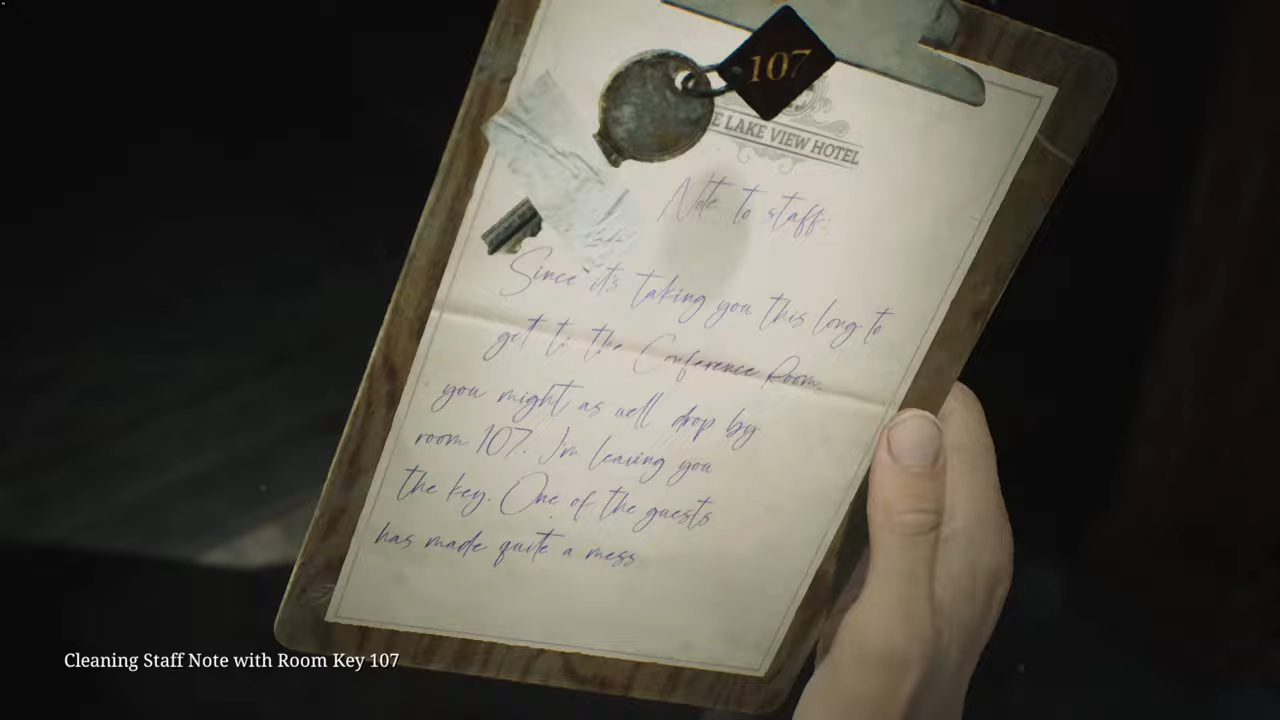 107
E LAKE VIEW HOTEL
Note to staff:
Since it's taking you this long to
get to the Conference Room,
you might as well drop by
room 107. I'm leaving you
the key. One of the guests
has made quite a mess
Cleaning Staff Note with Room Key 107